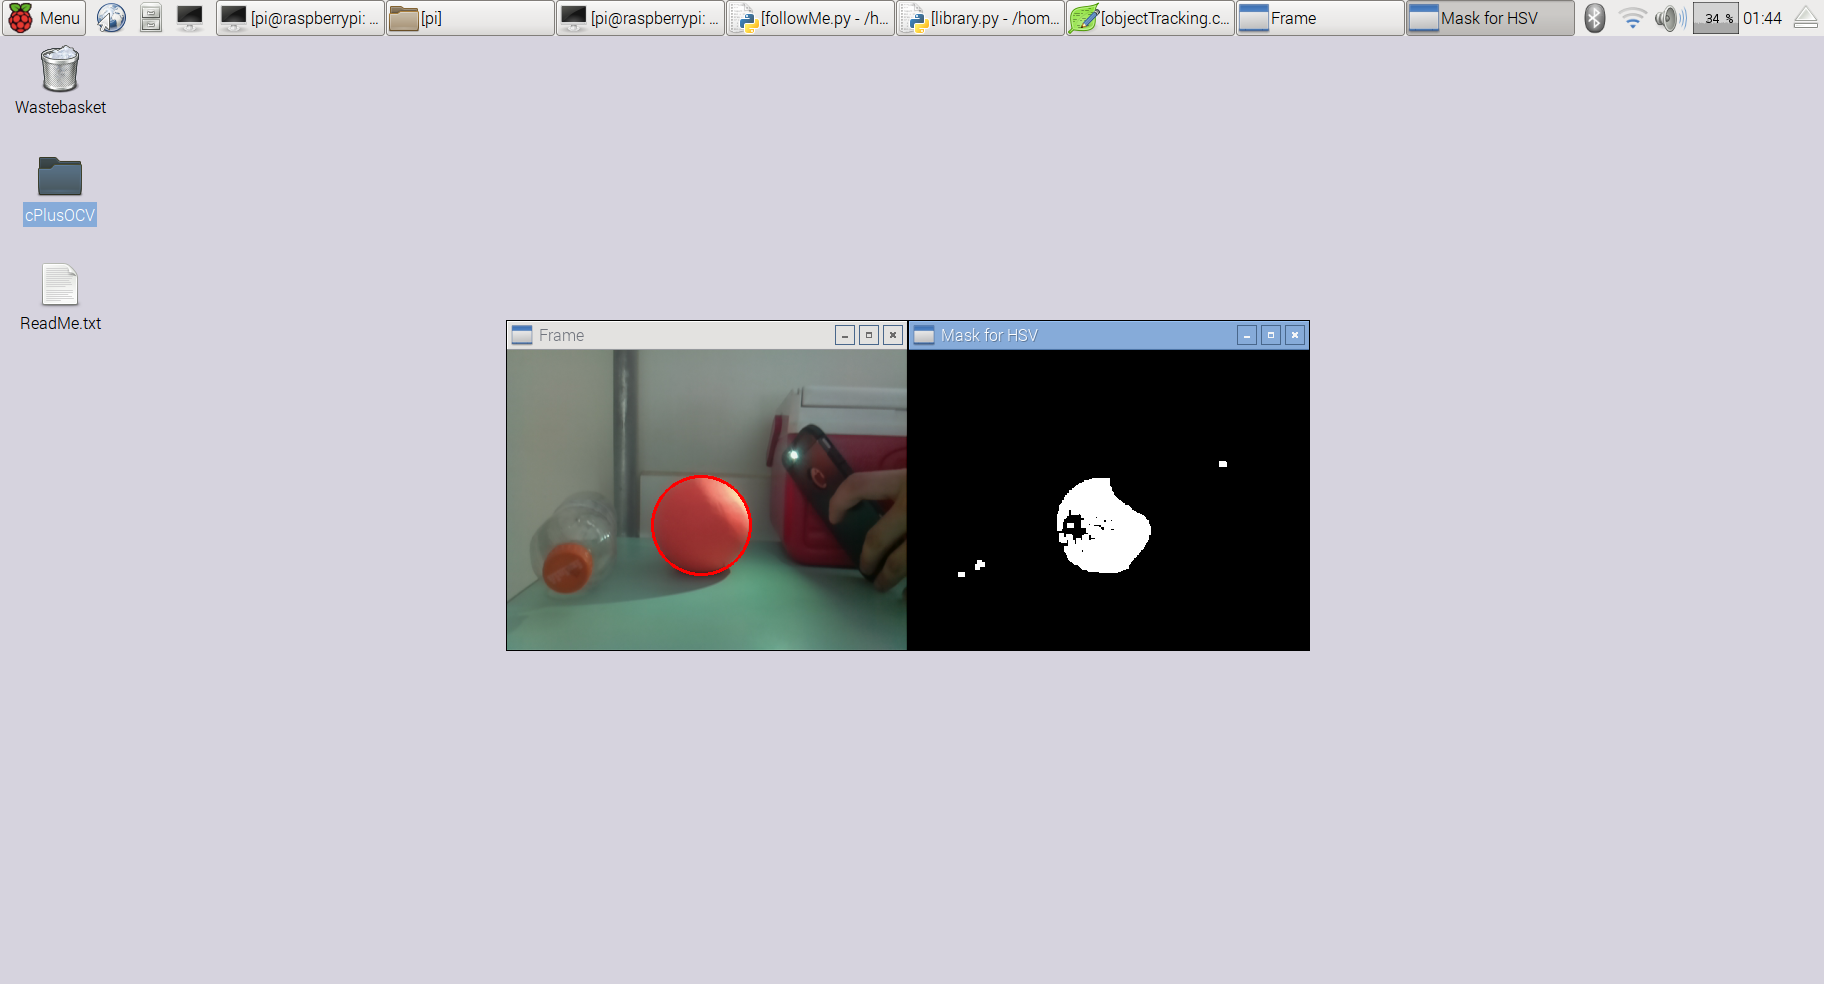 Menu
[pi@raspberrypi: ...
[pi]
[pi@raspberrypi: ...
[followMe.py - /h...
[library.py - /hom...
[objectTracking.c...
Frame
Mask for HSV
34 %
01:44
Wastebasket
cPlusOCV
ReadMe.txt
Frame
Mask for HSV